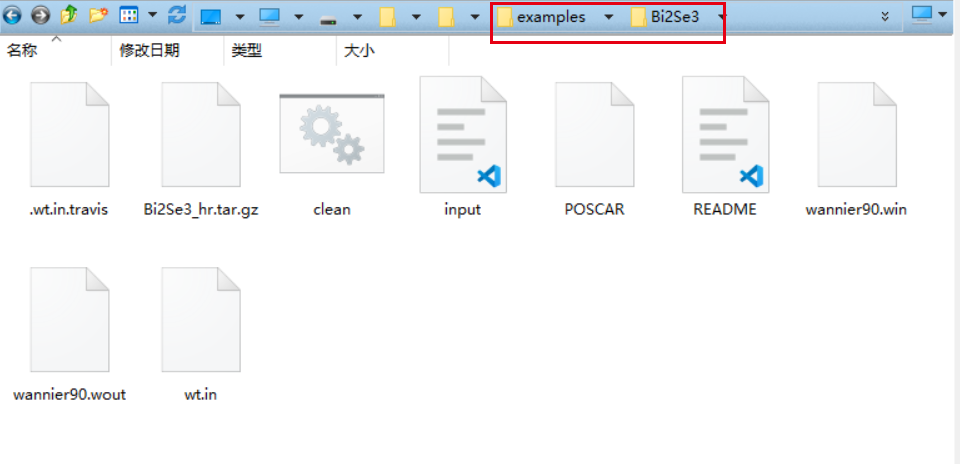 examples Bi2Se3
名称 修改日期 类型 大小
.wt.in.travis Bi2Se3_hr.tar.gz clean input POSCAR README wannier90.win
wannier90.wout wt.in